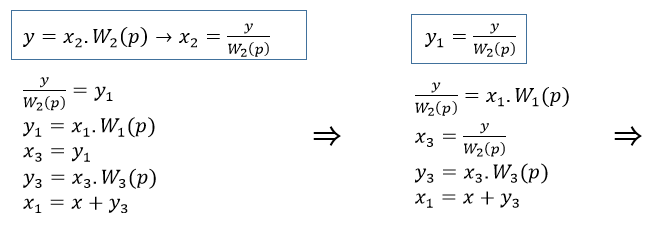 y = x₂. W₂(p) → x₂ = y/W₂(p)
y/W₂(p) = y₁
y₁ = x₁. W₁(p)
x₃ = y₁
y₃ = x₃. W₃(p)
x₁ = x + y₃
⇒
y₁ = y/W₂(p)
y/W₂(p) = x₁. W₁(p)
x₃ = y/W₂(p)
y₃ = x₃. W₃(p)
x₁ = x + y₃
⇒